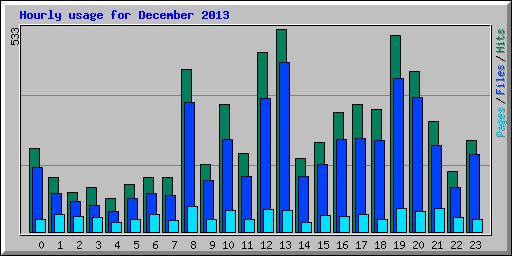 Hourly usage for December 2013
533
Pages / Files / Hits
0 1 2 3 4 5 6 7 8 9 10 11 12 13 14 15 16 17 18 19 20 21 22 23